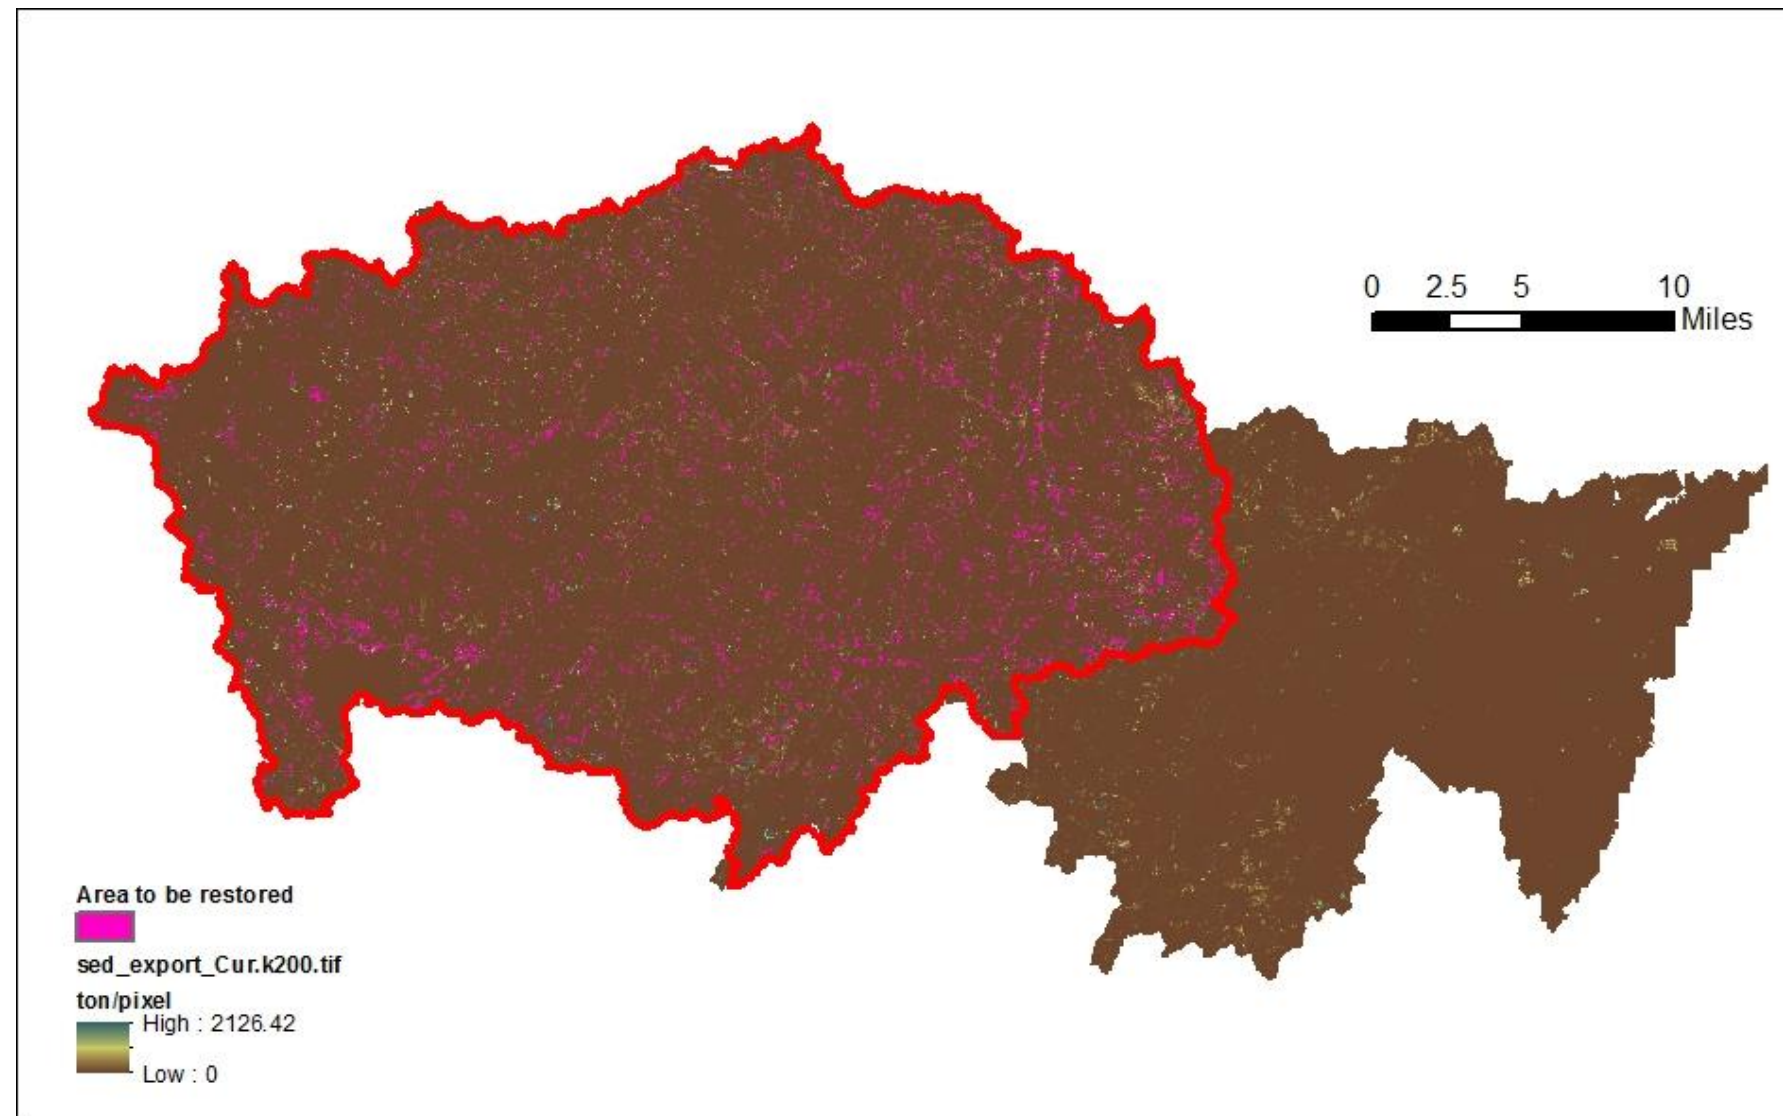 0 2.5 5 10
Miles
Area to be restored
sed_export_Cur.k200.tif
ton/pixel
High : 2126.42
Low : 0